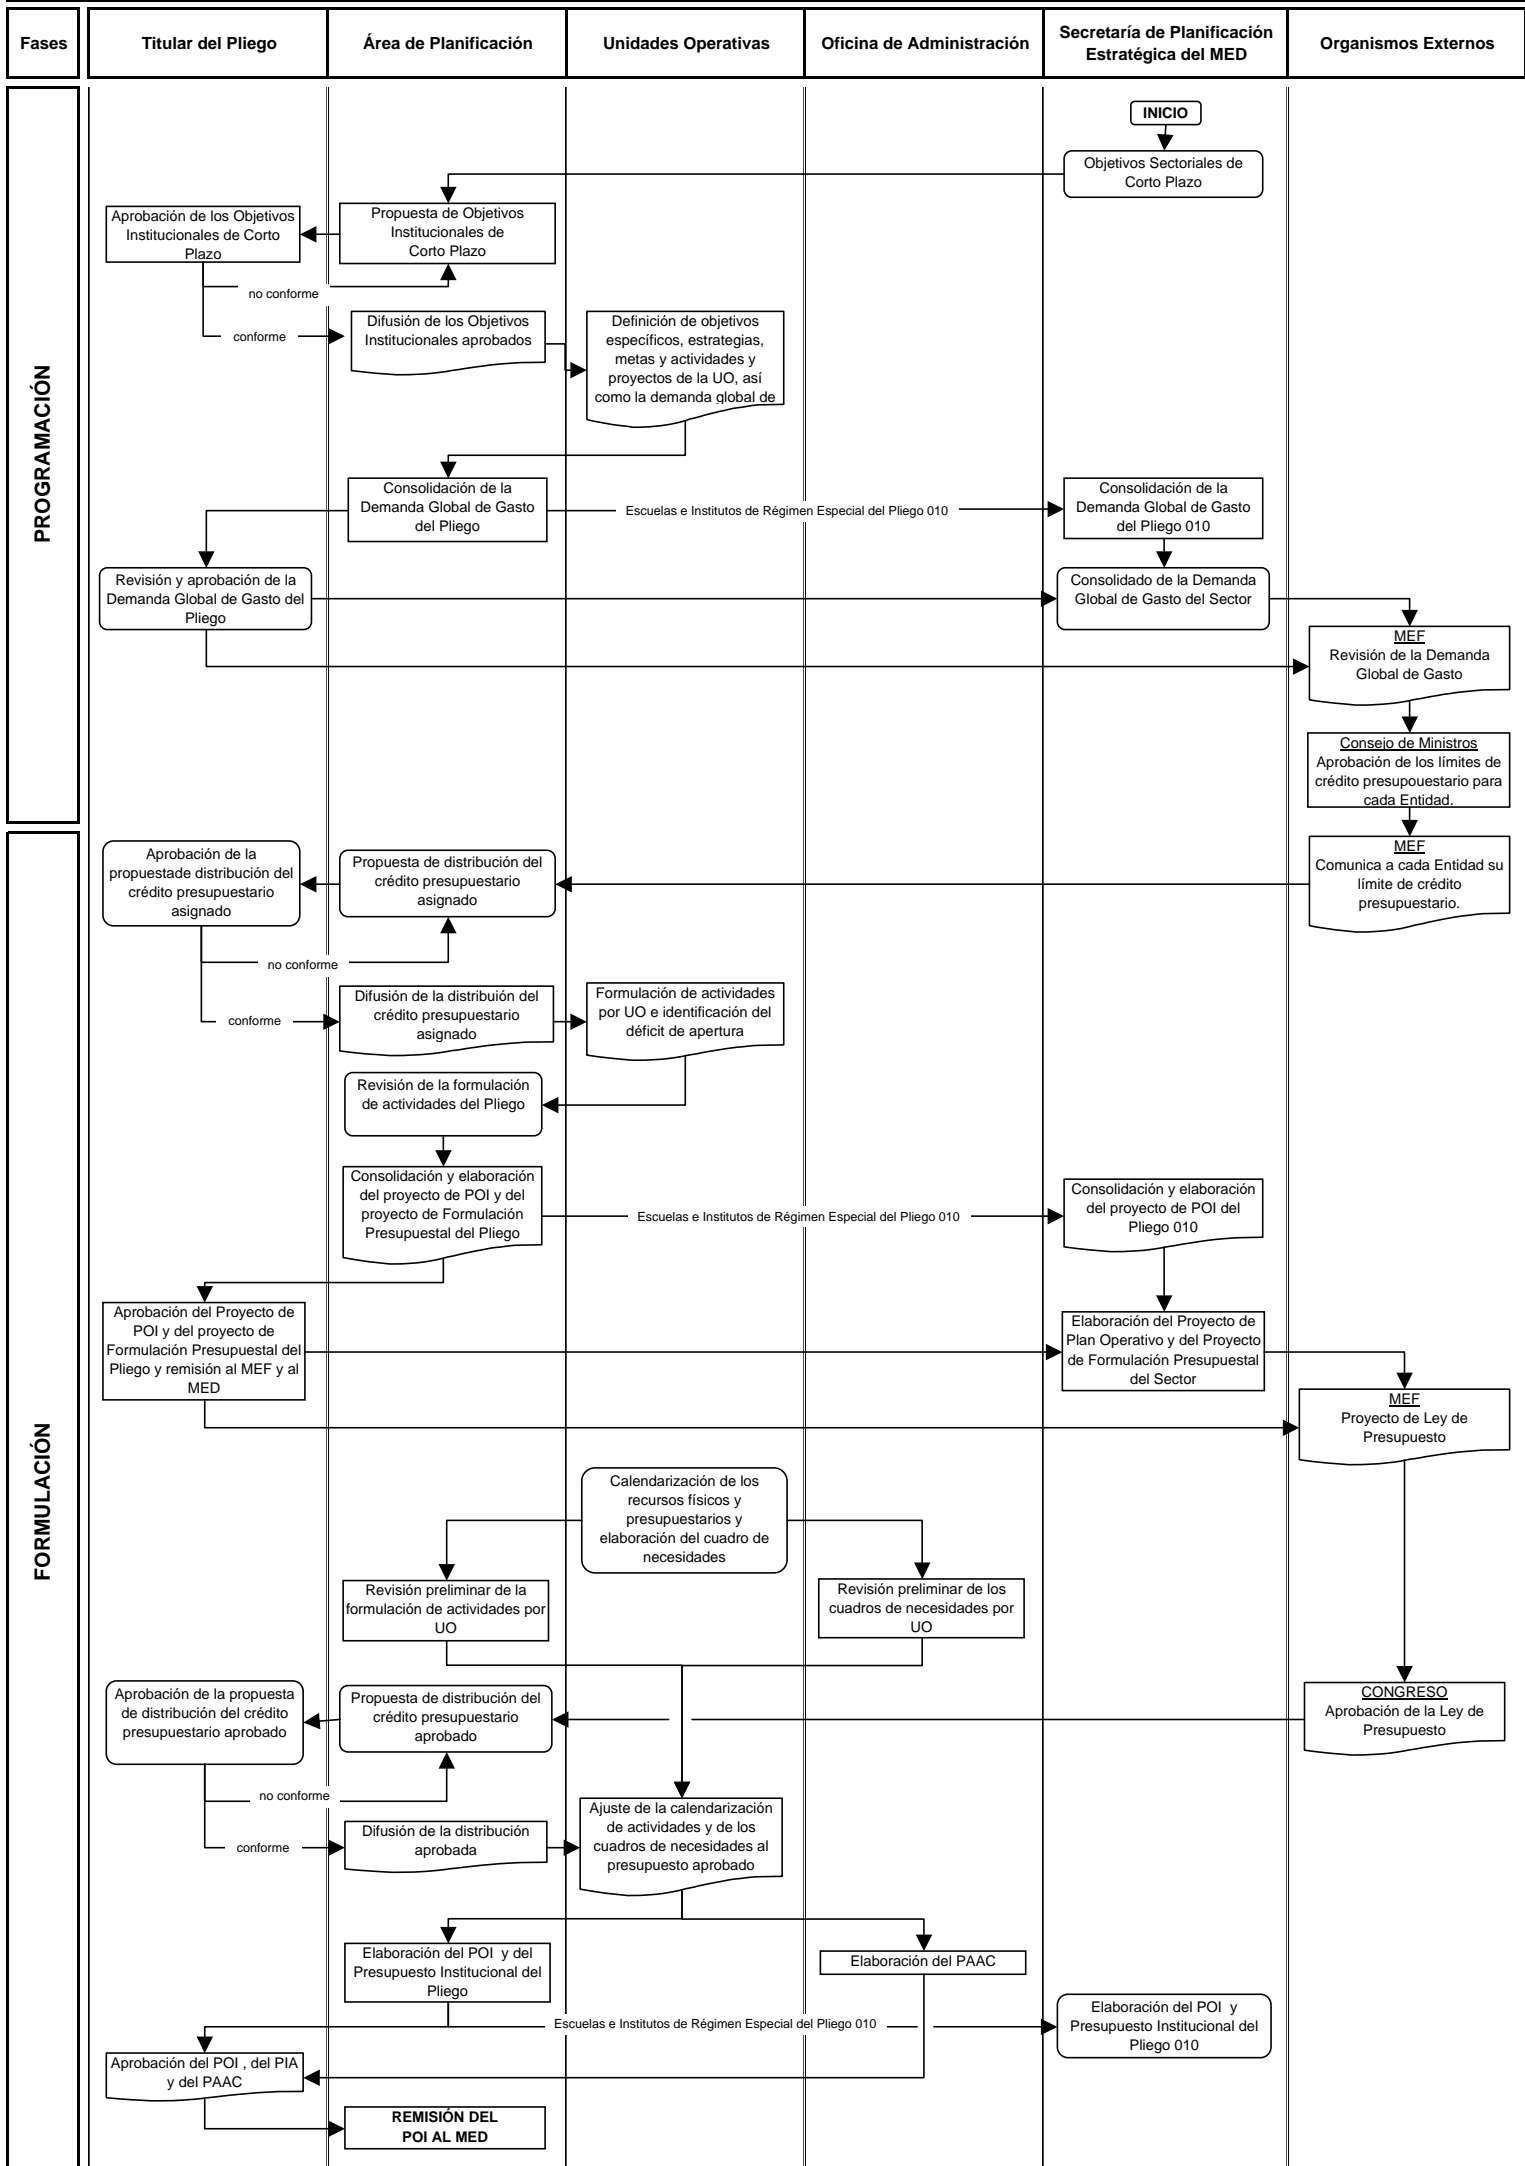 Fases
Titular del Pliego
Área de Planificación
Unidades Operativas
Oficina de Administración
Secretaría de Planificación
Estratégica del MED
Organismos Externos
PROGRAMACIÓN
INICIO
Objetivos Sectoriales de
Corto Plazo
Propuesta de Objetivos
Institucionales de
Corto Plazo
Aprobación de los Objetivos
Institucionales de Corto
Plazo
no conforme
conforme
Difusión de los Objetivos
Institucionales aprobados
Definición de objetivos
específicos, estrategias,
metas y actividades y
proyectos de la UO, así
como la demanda global de
Consolidación de la
Demanda Global de Gasto
del Pliego
Escuelas e Institutos de Régimen Especial del Pliego 010
Consolidación de la
Demanda Global de Gasto
del Pliego 010
Revisión y aprobación de la
Demanda Global de Gasto del
Pliego
Consolidado de la Demanda
Global de Gasto del Sector
MEF
Revisión de la Demanda
Global de Gasto
Consejo de Ministros
Aprobación de los límites de
crédito presupouestario para
cada Entidad.
FORMULACIÓN
MEF
Comunica a cada Entidad su
límite de crédito
presupuestario.
Propuesta de distribución del
crédito presupuestario
asignado
Aprobación de la
propuestade distribución del
crédito presupuestario
asignado
no conforme
conforme
Difusión de la distribuión del
crédito presupuestario
asignado
Formulación de actividades
por UO e identificación del
déficit de apertura
Revisión de la formulación
de actividades del Pliego
Consolidación y elaboración
del proyecto de POI y del
proyecto de Formulación
Presupuestal del Pliego
Escuelas e Institutos de Régimen Especial del Pliego 010
Consolidación y elaboración
del proyecto de POI del
Pliego 010
Aprobación del Proyecto de
POI y del proyecto de
Formulación Presupuestal del
Pliego y remisión al MEF y al
MED
Elaboración del Proyecto de
Plan Operativo y del Proyecto
de Formulación Presupuestal
del Sector
MEF
Proyecto de Ley de
Presupuesto
Calendarización de los
recursos físicos y
presupuestarios y
elaboración del cuadro de
necesidades
Revisión preliminar de la
formulación de actividades por
UO
Revisión preliminar de los
cuadros de necesidades por
UO
CONGRESO
Aprobación de la Ley de
Presupuesto
Propuesta de distribución del
crédito presupuestario
aprobado
Aprobación de la propuesta
de distribución del crédito
presupuestario aprobado
no conforme
conforme
Difusión de la distribución
aprobada
Ajuste de la calendarización
de actividades y de los
cuadros de necesidades al
presupuesto aprobado
Elaboración del POI  y del
Presupuesto Institucional del
Pliego
Elaboración del PAAC
Escuelas e Institutos de Régimen Especial del Pliego 010
Elaboración del POI  y
Presupuesto Institucional del
Pliego 010
Aprobación del POI , del PIA
y del PAAC
REMISIÓN DEL
POI AL MED